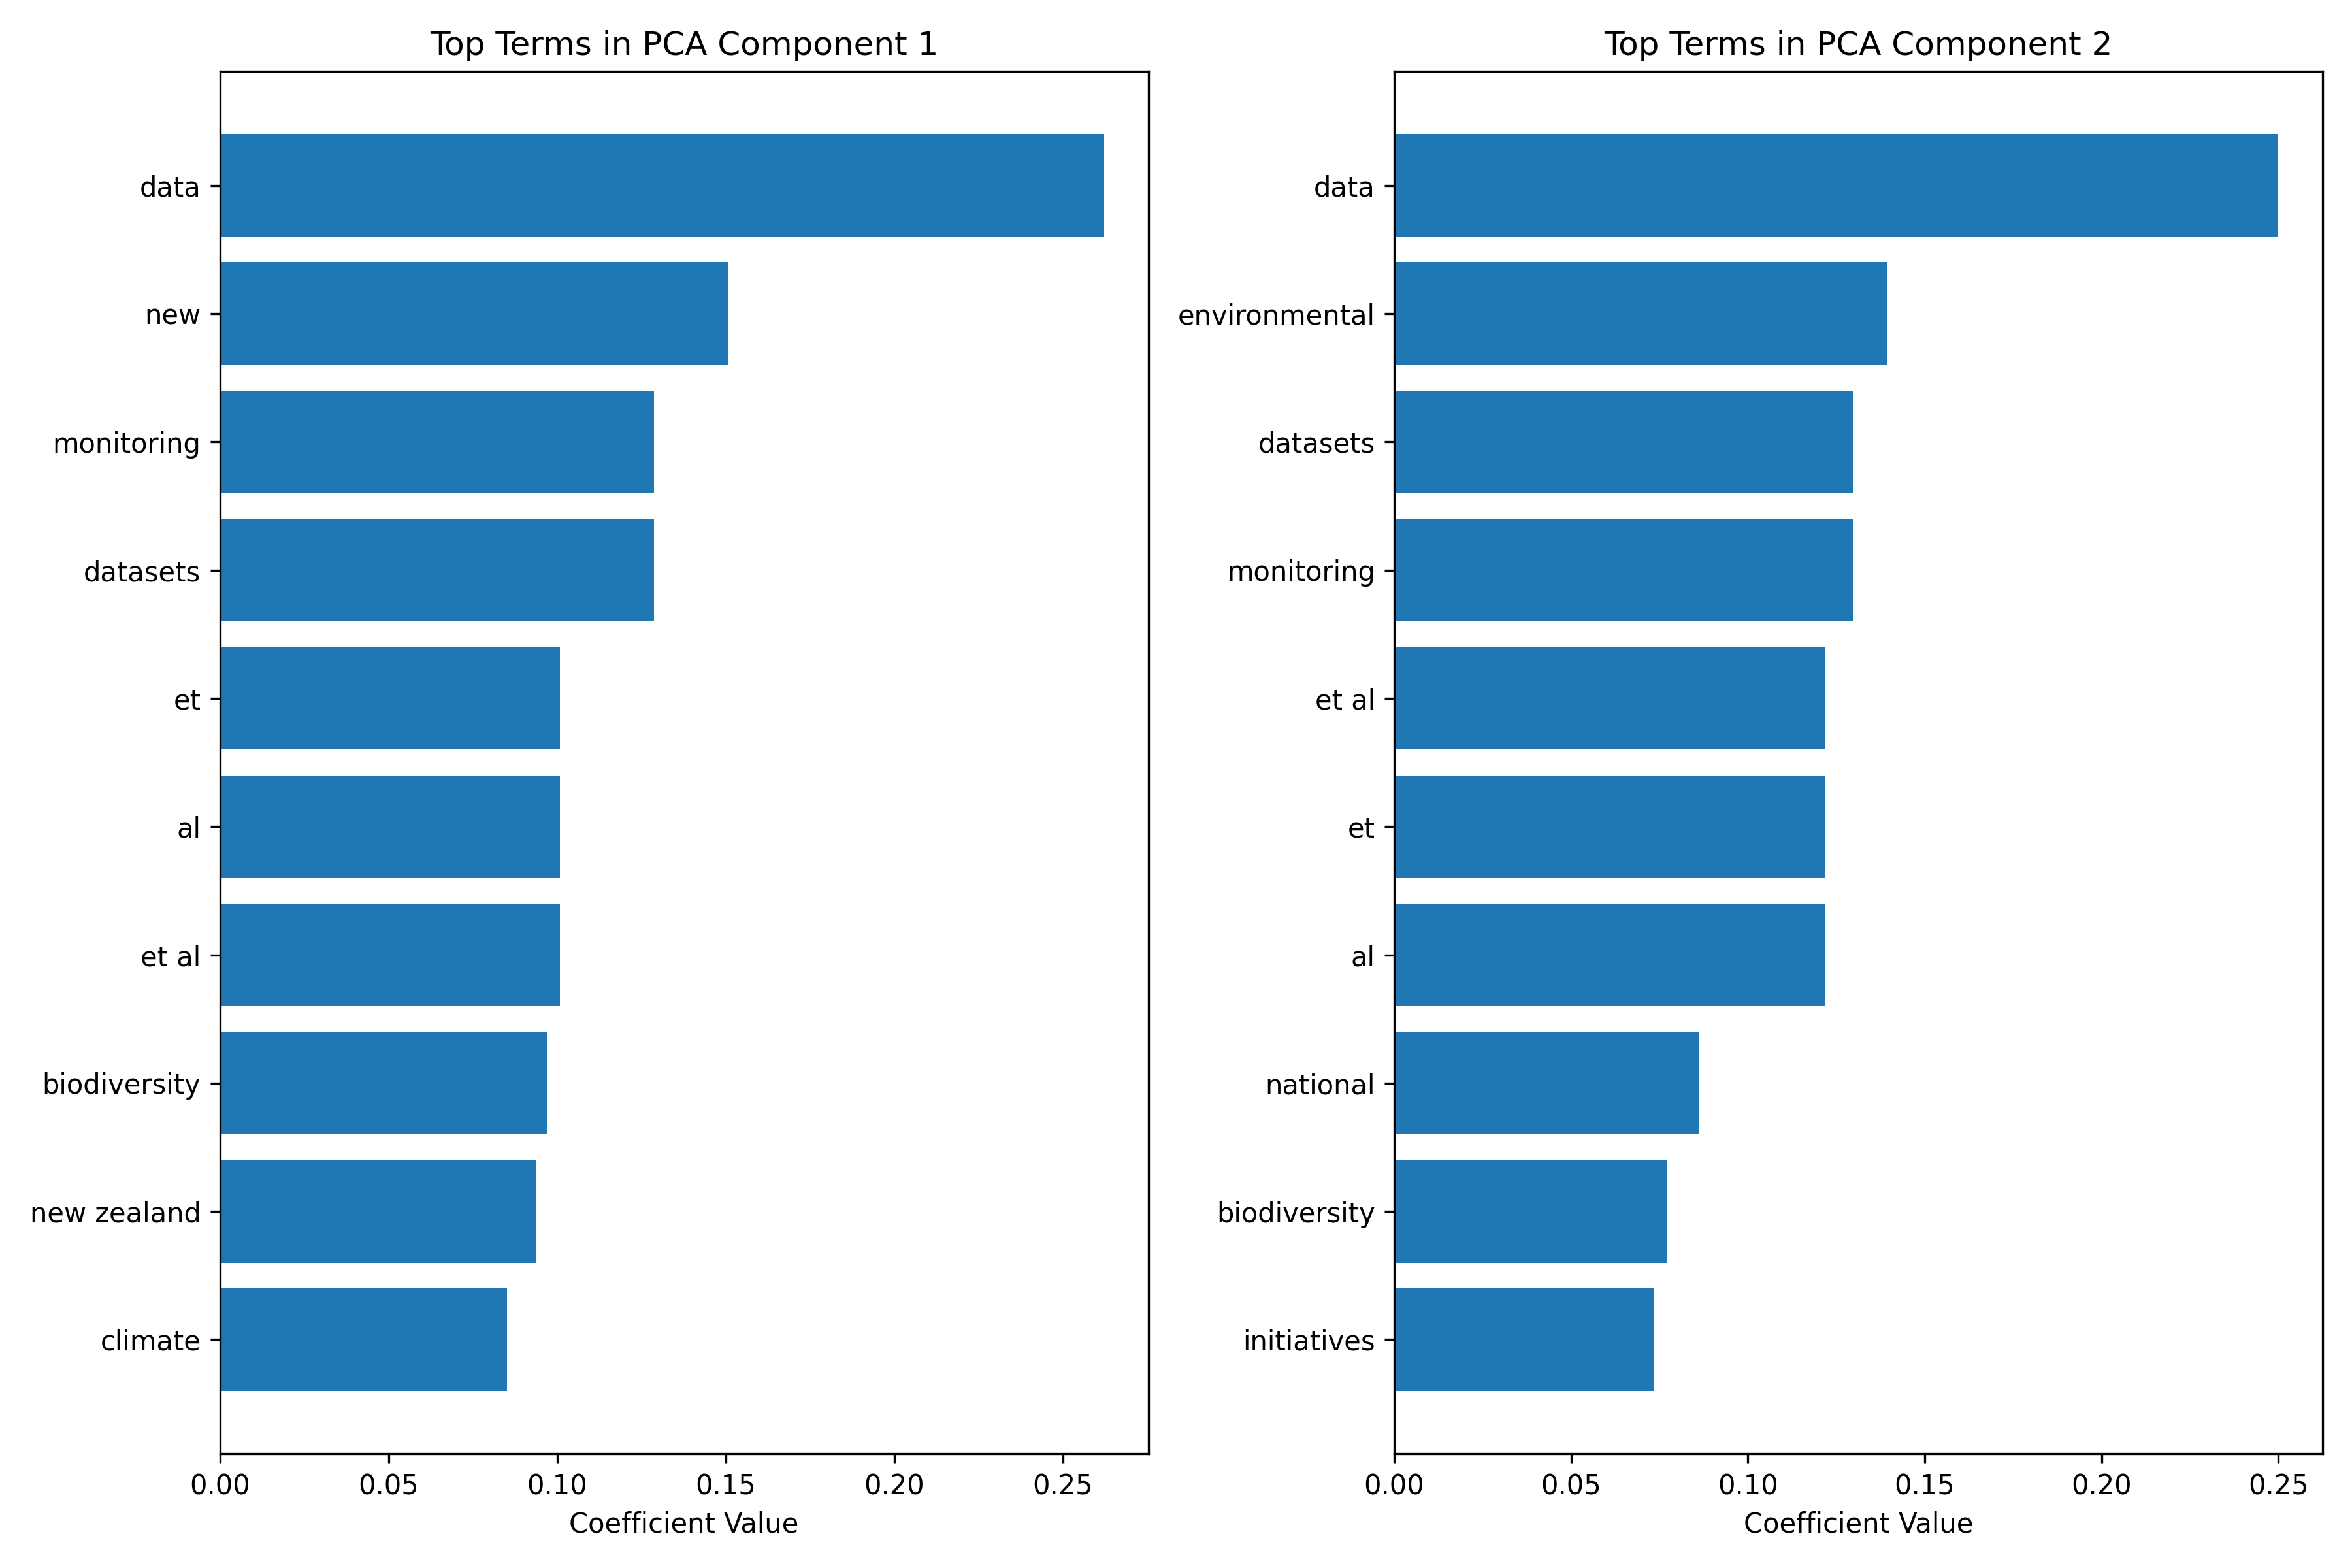 Top Terms in PCA Component 1
data
new
monitoring
datasets
et
al
et al
biodiversity
new zealand
climate
0.00 0.05 0.10 0.15 0.20 0.25
Coefficient Value
Top Terms in PCA Component 2
data
environmental
datasets
monitoring
et al
et
al
national
biodiversity
initiatives
0.00 0.05 0.10 0.15 0.20 0.25
Coefficient Value